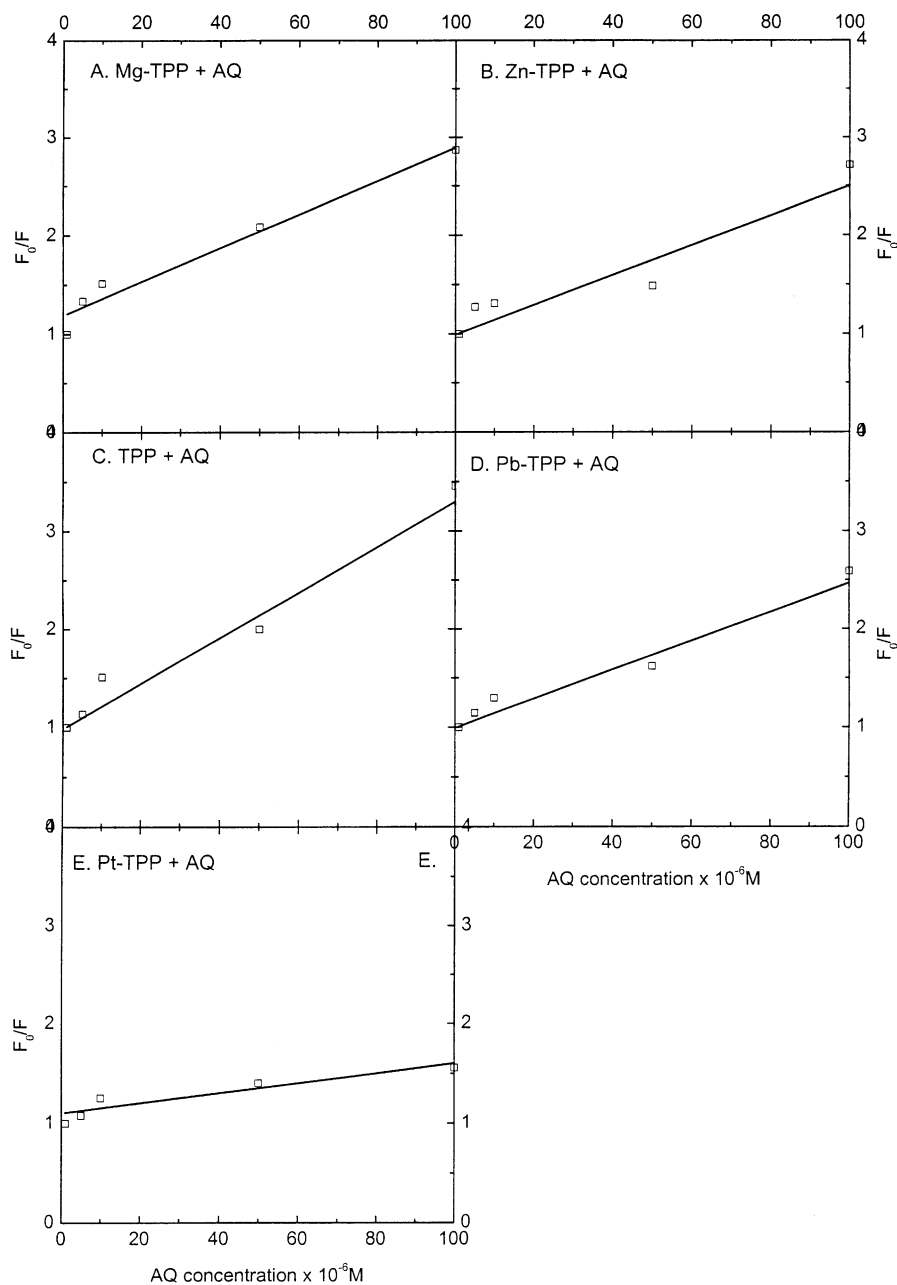 0 20 40 60 80 100 0 20 40 60 80 100
4 4
A. Mg-TPP + AQ B. Zn-TPP + AQ
3 3
F0/F 2 2 F0/F
1 1
0 0
4 4
C. TPP + AQ D. Pb-TPP + AQ
3 3
F0/F 2 2 F0/F
1 1
0 0
4 0 20 40 60 80 100
E. Pt-TPP + AQ E.
AQ concentration x 10-6M
3 3
2 2
F0/F
1 1
0 0
0 20 40 60 80 100
AQ concentration x 10-6M